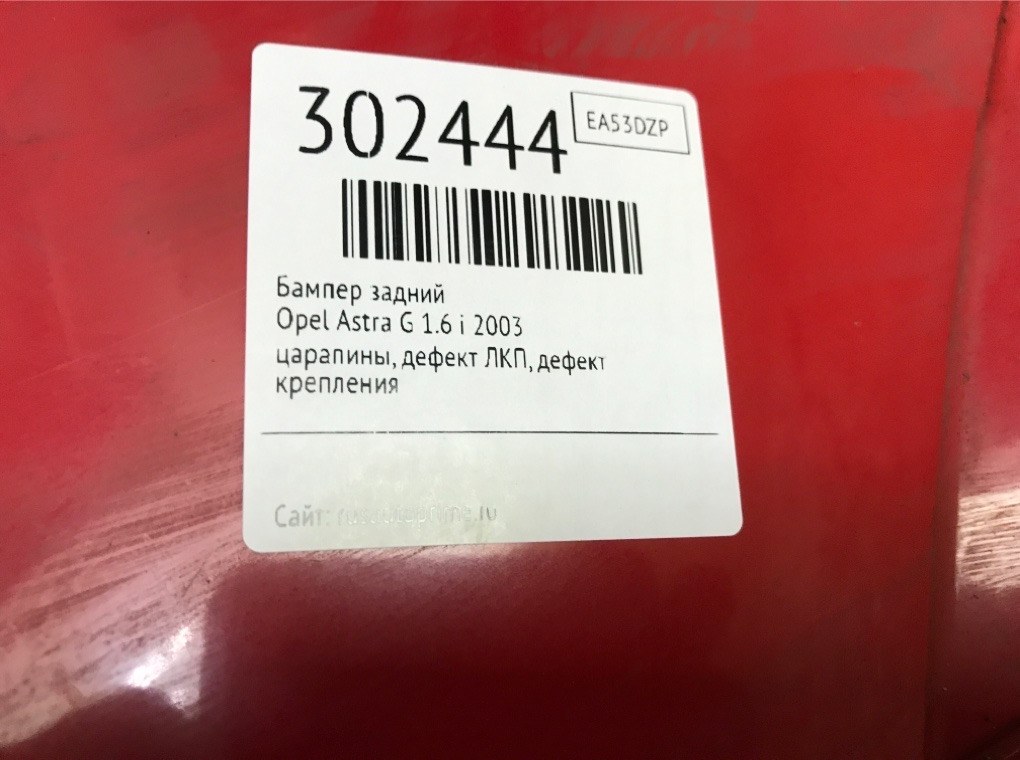 302444
EA53DZP
Бампер задний
Opel Astra G 1.6 i 2003
царапины, дефект ЛКП, дефект
крепления
Сайт: